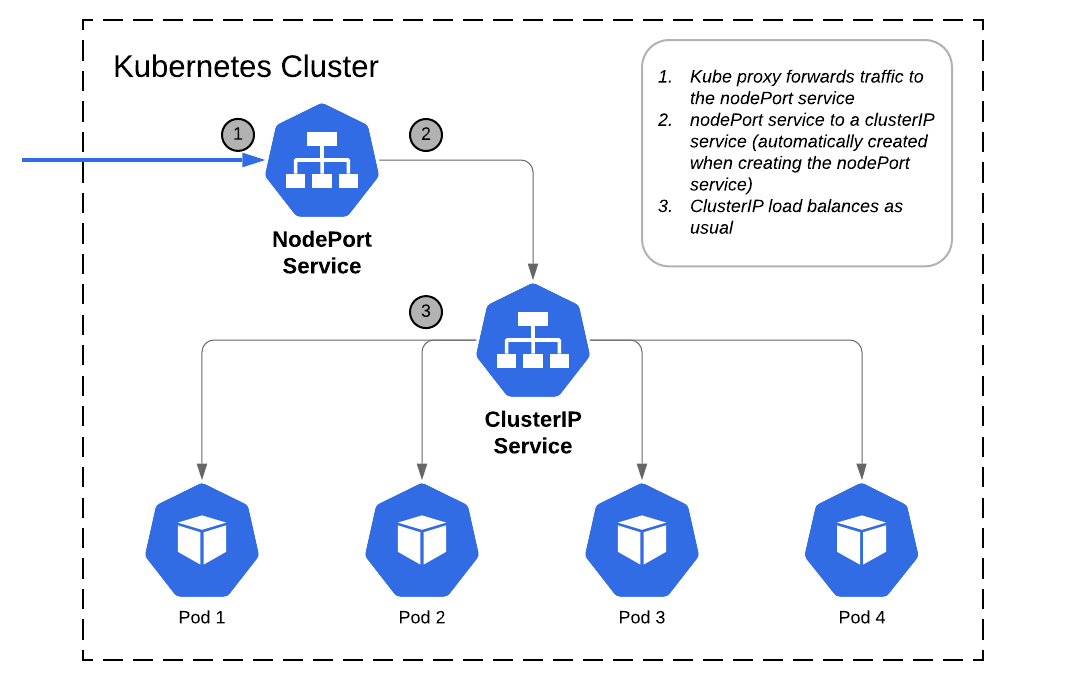 Kubernetes Cluster
1. Kube proxy forwards traffic to
the nodePort service
2. nodePort service to a clusterIP
service (automatically created
when creating the nodePort
service)
3. ClusterIP load balances as
usual
1
2
NodePort
Service
3
ClusterIP
Service
Pod 1
Pod 2
Pod 3
Pod 4